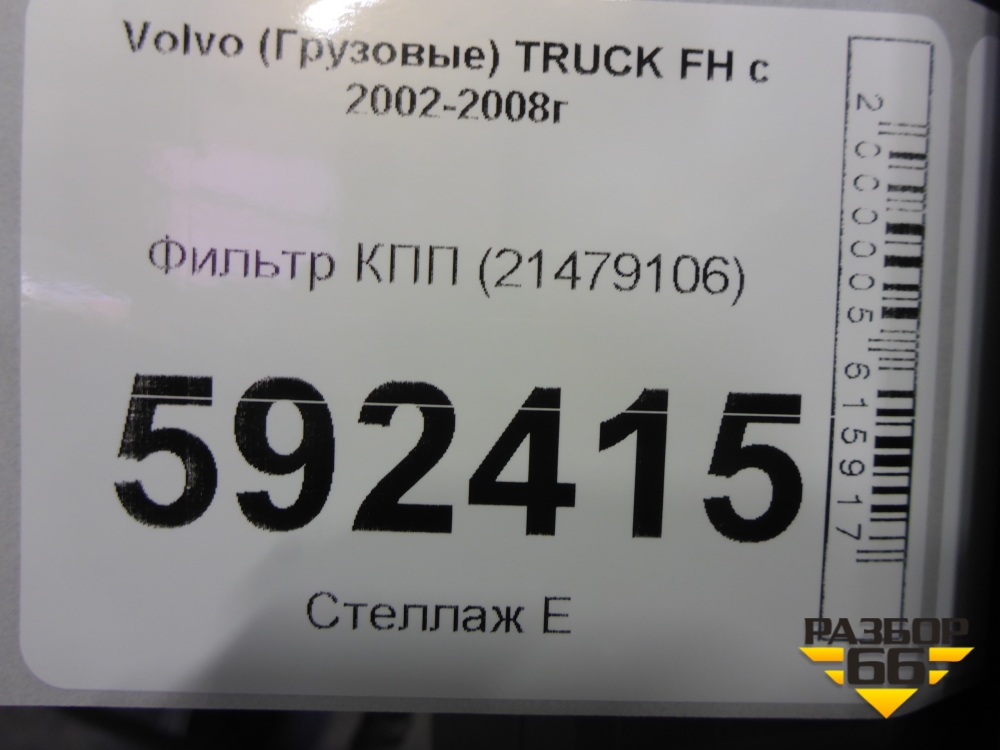 Volvo (Грузовые) TRUCK FH с
2002-2008г
Фильтр КПП (21479106)
592415
Стеллаж Е
2000005615917
РАЗБОР
66